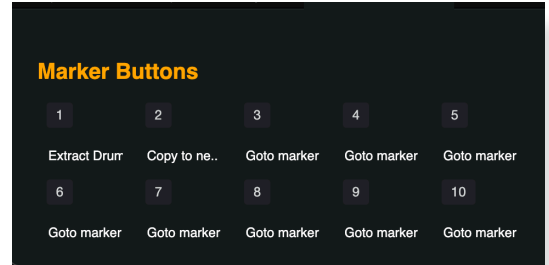 Marker Buttons
1 2 3 4 5
Extract Drum Copy to ne.. Goto marker Goto marker Goto marker
6 7 8 9 10
Goto marker Goto marker Goto marker Goto marker Goto marker